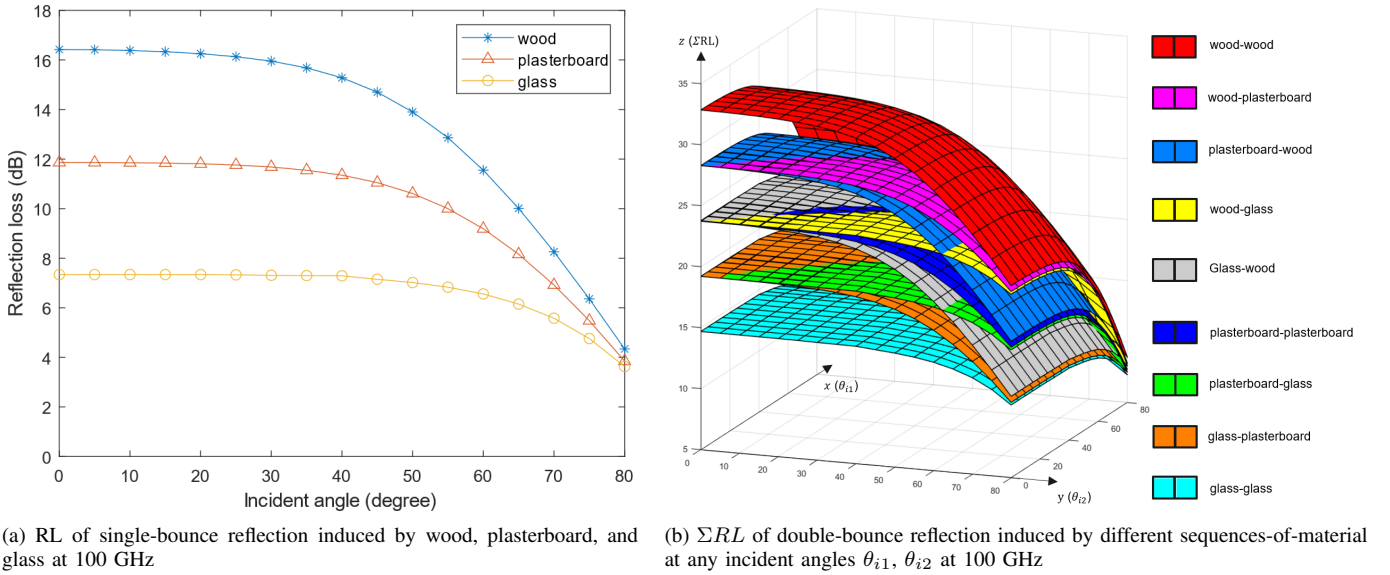 18
16
14
12
10
8
6
4
2
0
Reflection loss (dB)
0 10 20 30 40 50 60 70 80
Incident angle (degree)
wood
plasterboard
glass
(a) RL of single-bounce reflection induced by wood, plasterboard, and
glass at 100 GHz
z (ΣRL)
35
30
25
20
15
10
5
0 10 20 30 40 50 60 70 80
y (θi2)
0
20
40
60
80
x (θi1)
wood-wood
wood-plasterboard
plasterboard-wood
wood-glass
Glass-wood
plasterboard-plasterboard
plasterboard-glass
glass-plasterboard
glass-glass
(b) ΣRL of double-bounce reflection induced by different sequences-of-material
at any incident angles θi1, θi2 at 100 GHz